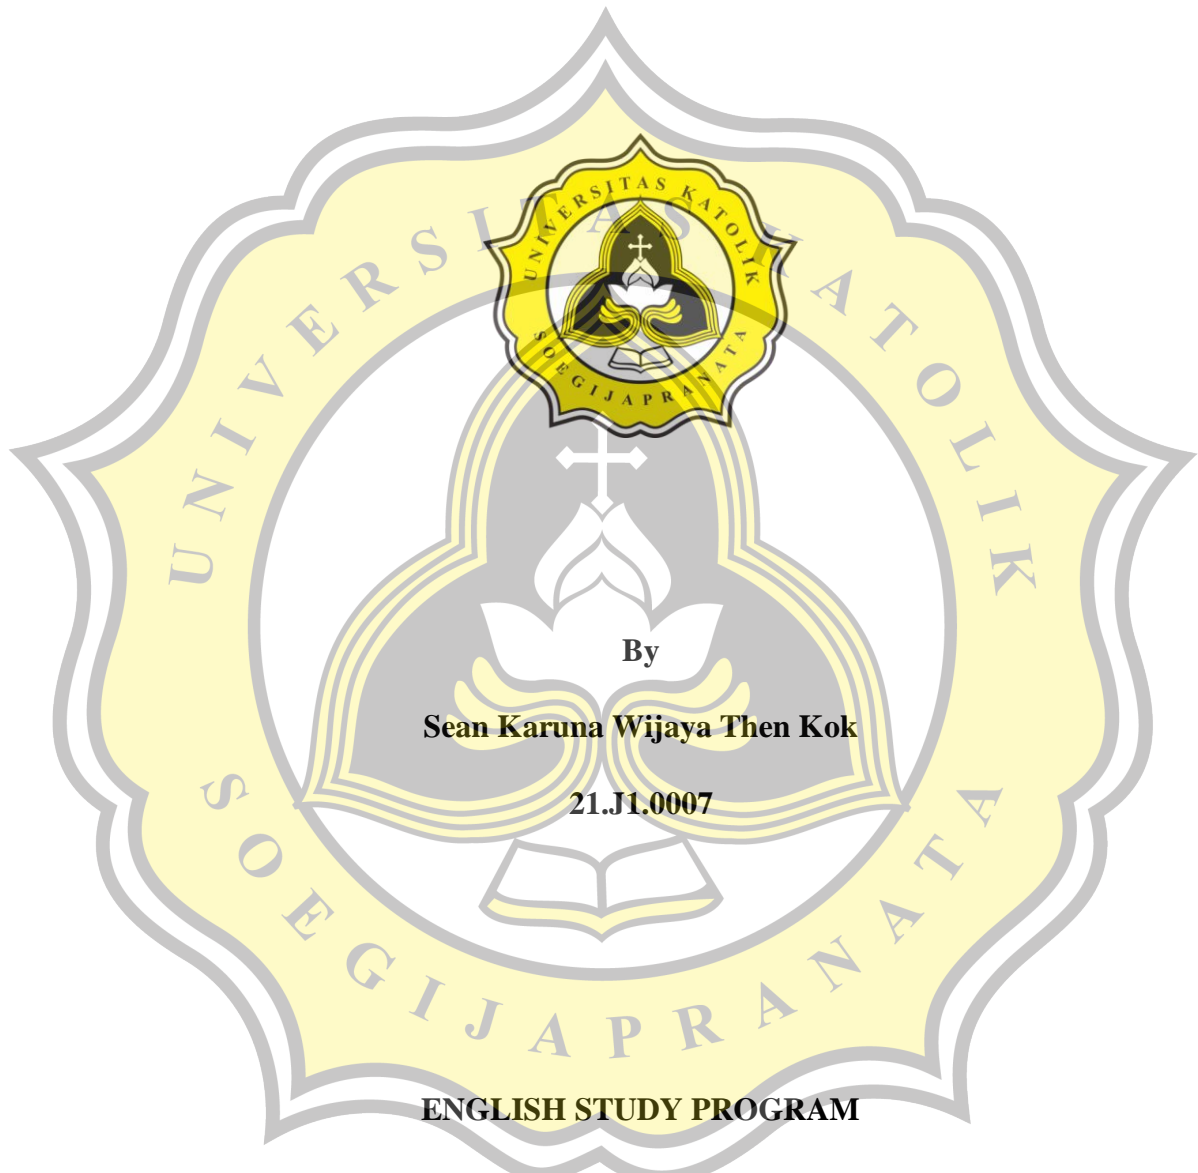 UNIVERSITAS KATOLIK
SOEGIJAPRANATA
UNIVERSITAS KATOLIK
SOEGIJAPRANATA
By
Sean Karuna Wijaya Then Kok
21.J1.0007
ENGLISH STUDY PROGRAM